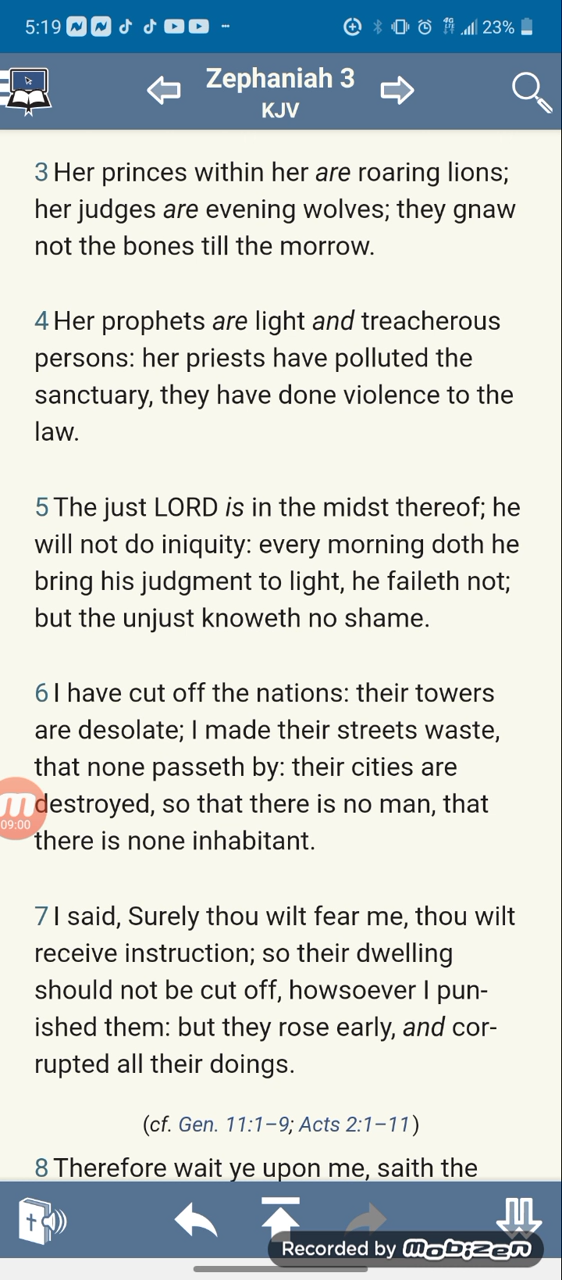 5:19
4G
23%
Zephaniah 3
KJV
3 Her princes within her are roaring lions;
her judges are evening wolves; they gnaw
not the bones till the morrow.
4 Her prophets are light and treacherous
persons: her priests have polluted the
sanctuary, they have done violence to the
law.
5 The just LORD is in the midst thereof; he
will not do iniquity: every morning doth he
bring his judgment to light, he faileth not;
but the unjust knoweth no shame.
6 I have cut off the nations: their towers
are desolate; I made their streets waste,
that none passeth by: their cities are
destroyed, so that there is no man, that
there is none inhabitant.
09:00
7 I said, Surely thou wilt fear me, thou wilt
receive instruction; so their dwelling
should not be cut off, howsoever I pun-
ished them: but they rose early, and cor-
rupted all their doings.
(cf. Gen. 11:1–9; Acts 2:1–11)
8 Therefore wait ye upon me, saith the
Recorded by Mobizen